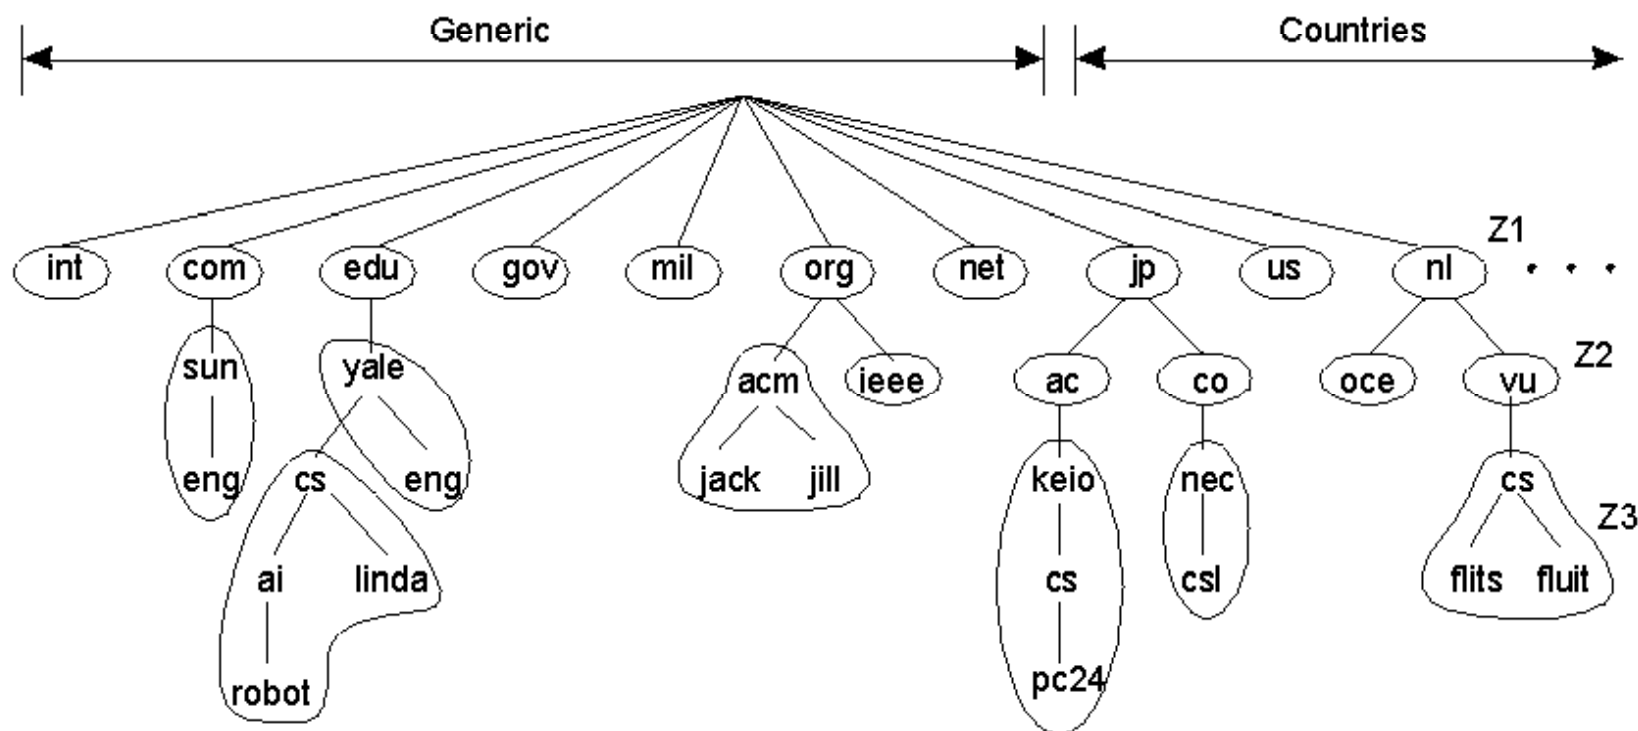 Generic Countries
Z1
int com edu gov mil org net jp us nl
Z2
sun yale acm ieee ac co oce vu
eng cs eng jack jill keio nec cs
Z3
ai linda cs csl flits fluit
robot pc24